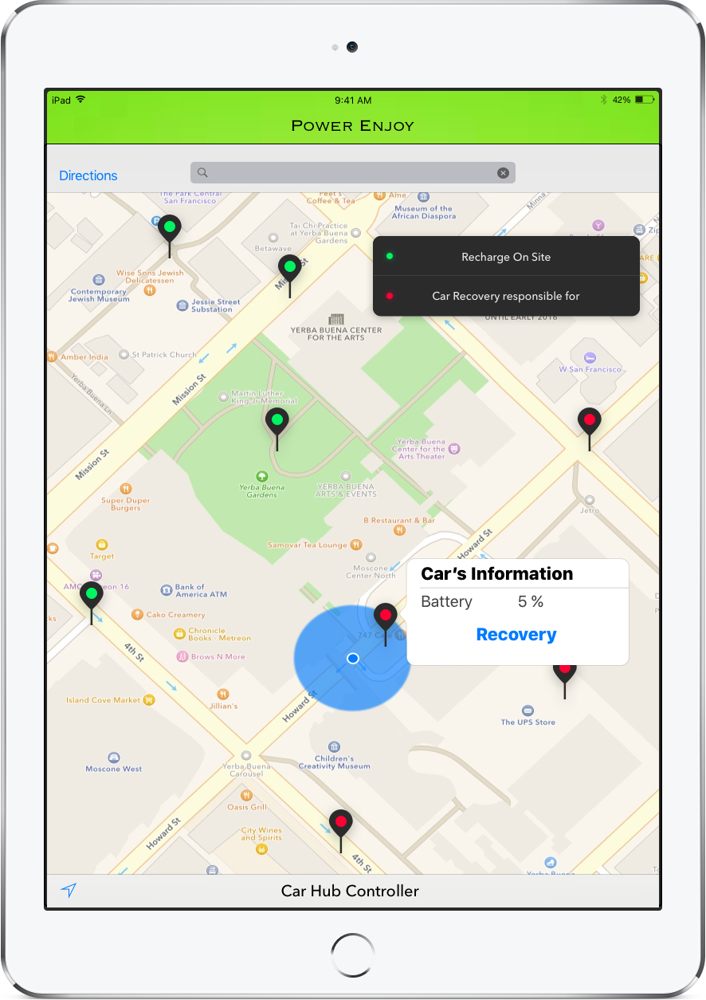 iPad
9:41 AM
42%
POWER ENJOY
Directions
The Park Central
San Francisco
Peet's
Coffee & Tea
Ame
Museum of the
African Diaspora
Minna
Tai Chi Practice
at Yerba Buena
Gardens
Betawave
Zip
Recharge On Site
Car Recovery responsible for
UNTIL EARLY 2016
Wise Sons Jewish
Delicatessen
Contemporary
Jewish Museum
Jessie Street
Substation
YERBA BUENA CENTER
FOR THE ARTS
Amber India
St Patrick Church
W San Francisco
Yerba Buena Ln
Mission St
Martin Luther
King Jr Memorial
Yerba Buena
Center for the
Arts Theater
Mission St
Yerba Buena
Gardens
YERBA BUENA
ARTS & EVENTS
Super Duper
Burgers
Jetro
B Restaurant & Bar
Howard St
Samovar Tea Lounge
Target
Moscone
Center North
Car's Information
Battery 5 %
Recovery
Bank of
America ATM
Cako Creamery
Chronicle
Books - Metreon
747 Cafe
4th St
Brows N More
Island Cove Market
Jillian's
Howard St
The UPS Store
Moscone West
Yerba Buena
Carousel
Children's
Creativity Museum
Oasis Grill
Howard St
City Wines
and Spirits
4th St
Yerba Buena
Car Hub Controller